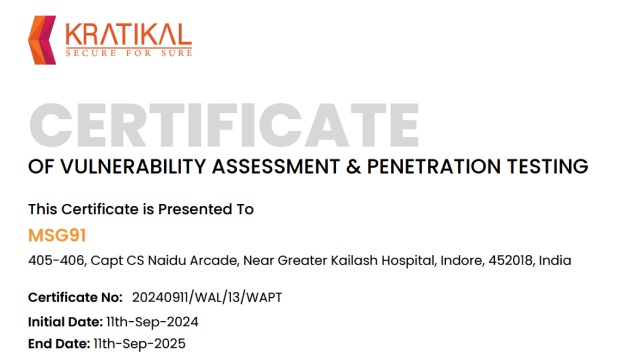 KRATIKAL
SECURE FOR SURE
CERTIFICATE
OF VULNERABILITY ASSESSMENT & PENETRATION TESTING
This Certificate is Presented To
MSG91
405-406, Capt CS Naidu Arcade, Near Greater Kailash Hospital, Indore, 452018, India
Certificate No: 20240911/WAL/13/WAPT
Initial Date: 11th-Sep-2024
End Date: 11th-Sep-2025